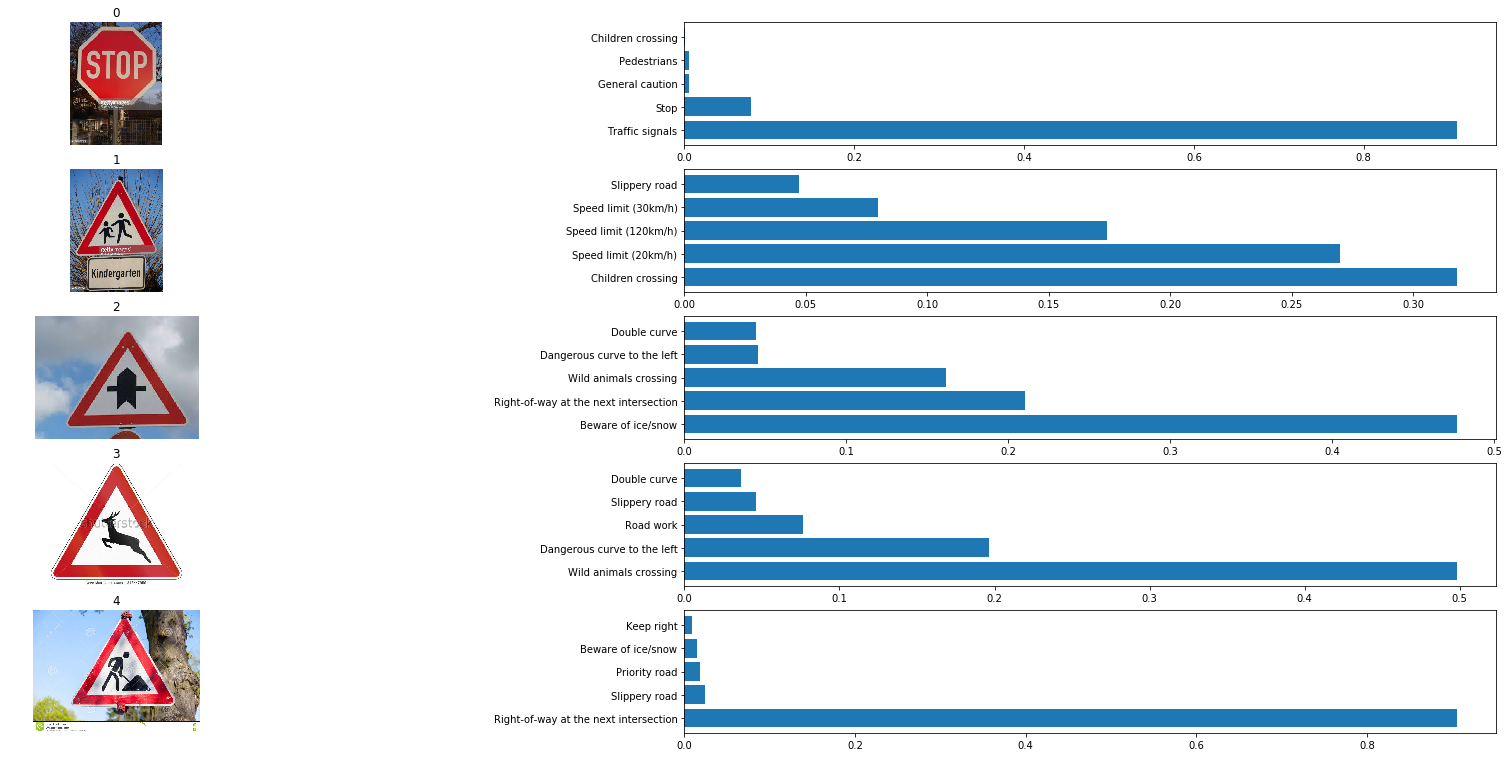 0
STOP
gettyimages
Children crossing
Pedestrians
General caution
Stop
Traffic signals
0.0 0.2 0.4 0.6 0.8
1
getty images
Kindergarten
Slippery road
Speed limit (30km/h)
Speed limit (120km/h)
Speed limit (20km/h)
Children crossing
0.00 0.05 0.10 0.15 0.20 0.25 0.30
2
Double curve
Dangerous curve to the left
Wild animals crossing
Right-of-way at the next intersection
Beware of ice/snow
0.0 0.1 0.2 0.3 0.4 0.5
3
shutterstock
Double curve
Slippery road
Road work
Dangerous curve to the left
Wild animals crossing
0.0 0.1 0.2 0.3 0.4 0.5
4
Keep right
Beware of ice/snow
Priority road
Slippery road
Right-of-way at the next intersection
0.0 0.2 0.4 0.6 0.8